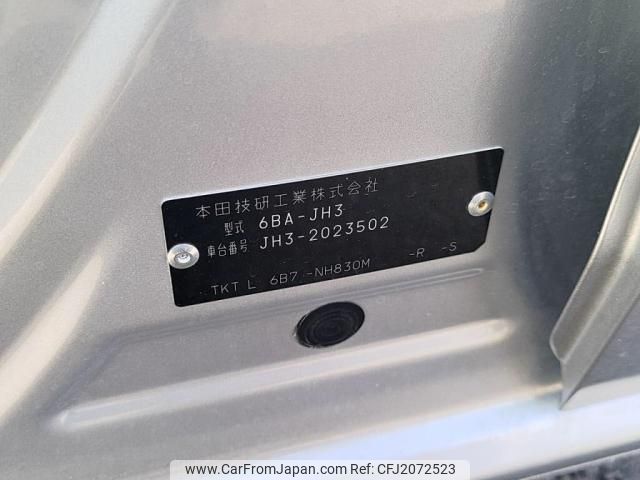 本田技研工業株式会社
型式 6BA-JH3
車台番号 JH3-2023502
TKT L 6B7 -NH830M -R -S
www.CarFromJapan.com - CFJ2072523